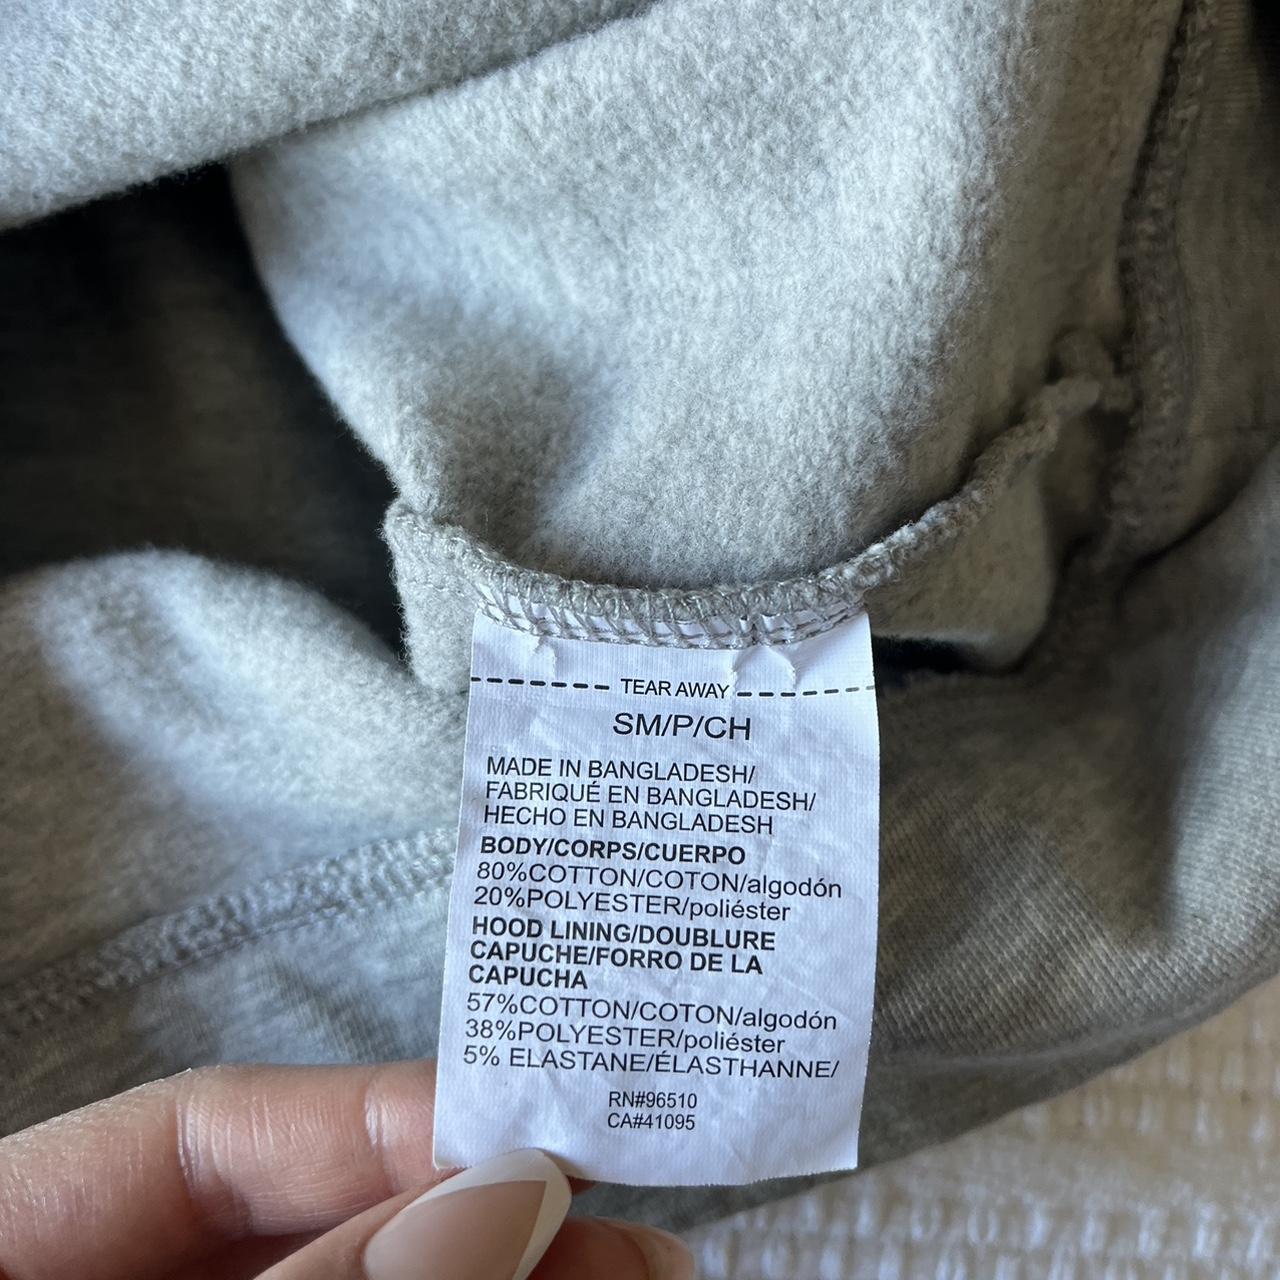 TEAR AWAY
SM/P/CH
MADE IN BANGLADESH/
FABRIQUÉ EN BANGLADESH/
HECHO EN BANGLADESH
BODY/CORPS/CUERPO
80%COTTON/COTON/algodón
20%POLYESTER/poliéster
HOOD LINING/DOUBLURE
CAPUCHE/FORRO DE LA
CAPUCHA
57%COTTON/COTON/algodón
38%POLYESTER/poliéster
5% ELASTANE/ÉLASTHANNE/
RN#96510
CA#41095